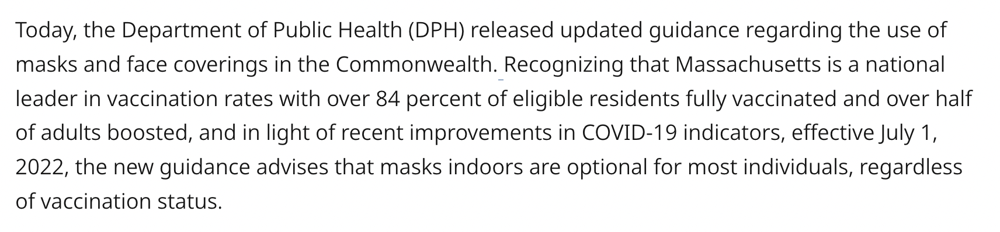 Today, the Department of Public Health (DPH) released updated guidance regarding the use of
masks and face coverings in the Commonwealth. Recognizing that Massachusetts is a national
leader in vaccination rates with over 84 percent of eligible residents fully vaccinated and over half
of adults boosted, and in light of recent improvements in COVID-19 indicators, effective July 1,
2022, the new guidance advises that masks indoors are optional for most individuals, regardless
of vaccination status.